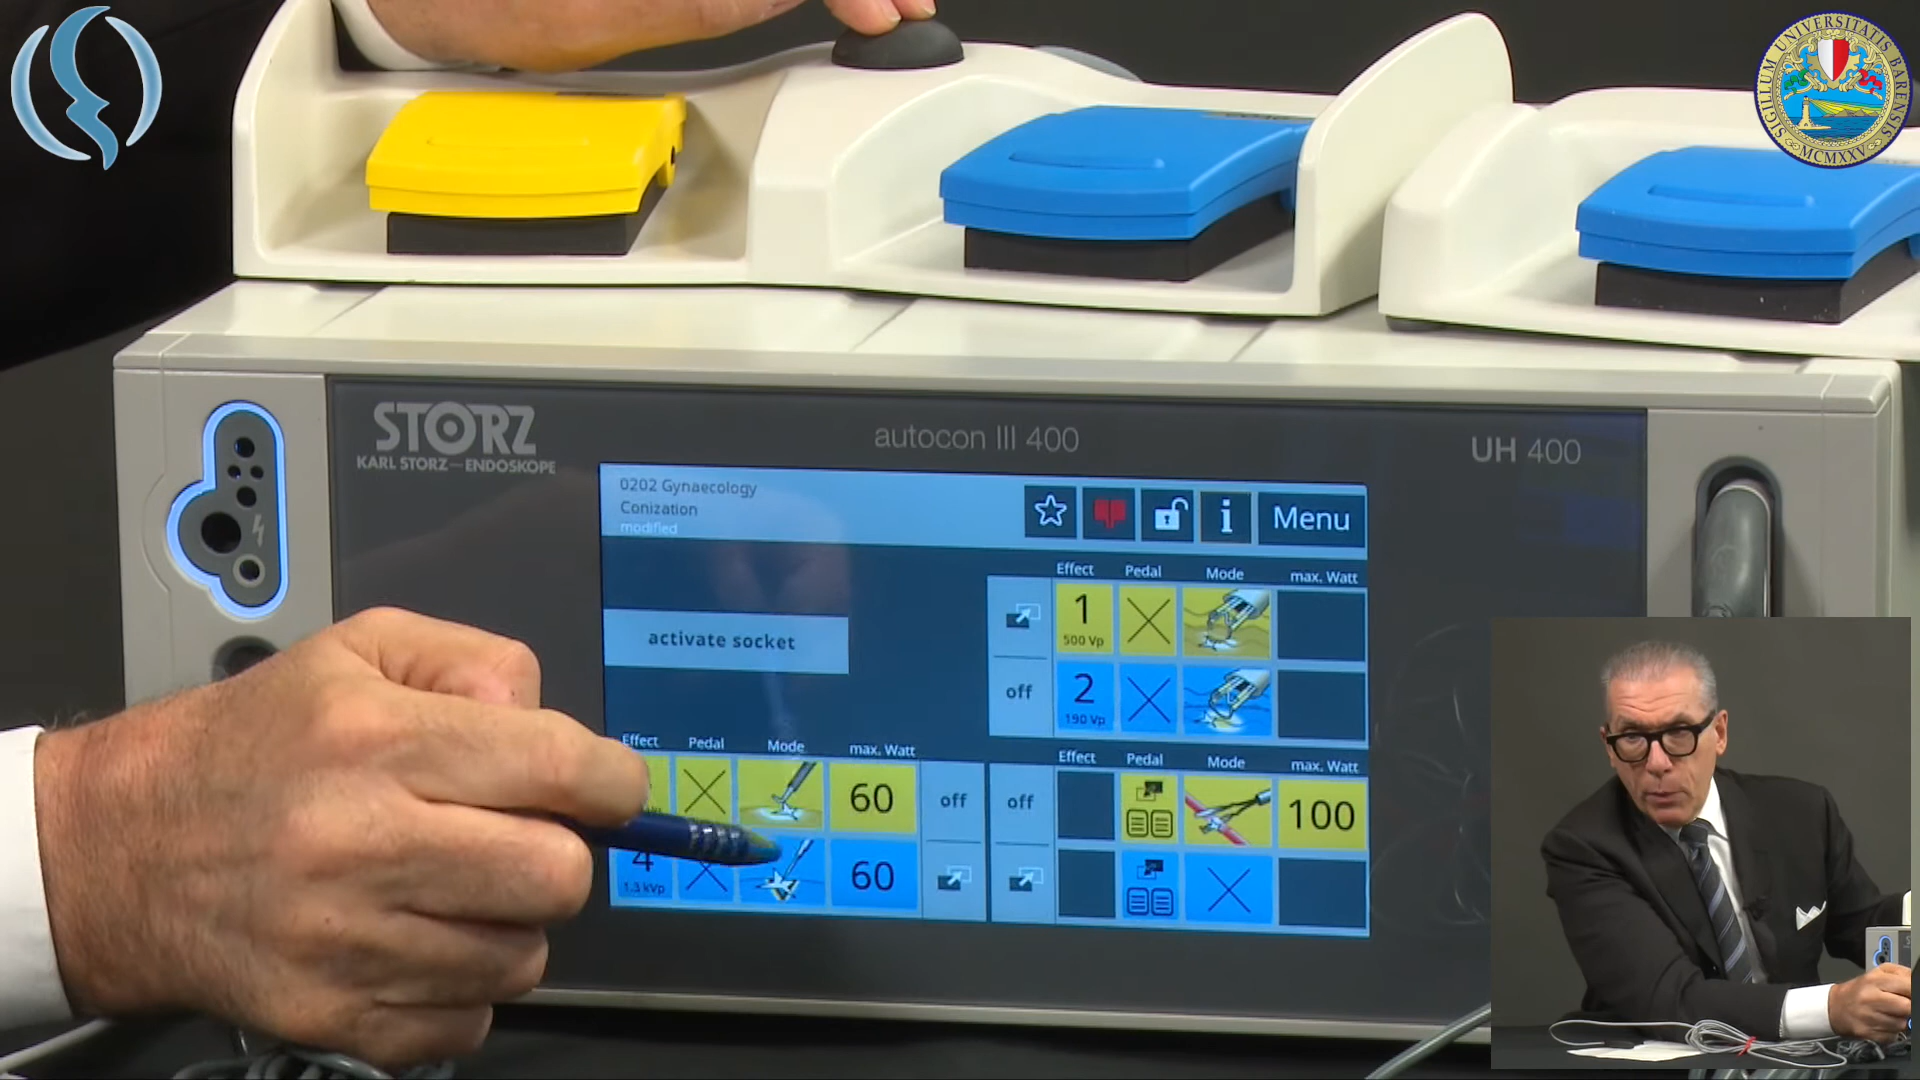 SIGILLUM UNIVERSITATIS BARENSIS
MCMXXV
STORZ
KARL STORZ—ENDOSKOPE
autocon III 400
UH 400
0202 Gynaecology
Conization
modified
i
Menu
activate socket
Effect Pedal Mode max. Watt
1
500 Vp
off
2
190 Vp
Effect Pedal Mode max. Watt
60
off
4
1.3 kVp
60
Effect Pedal Mode max. Watt
off
100